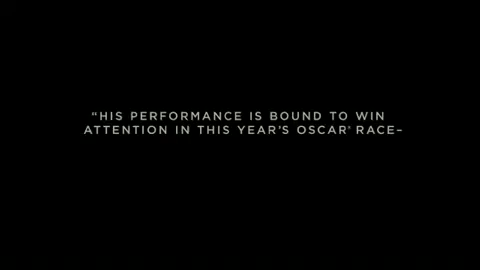 “HIS PERFORMANCE IS BOUND TO WIN
ATTENTION IN THIS YEAR’S OSCAR® RACE–